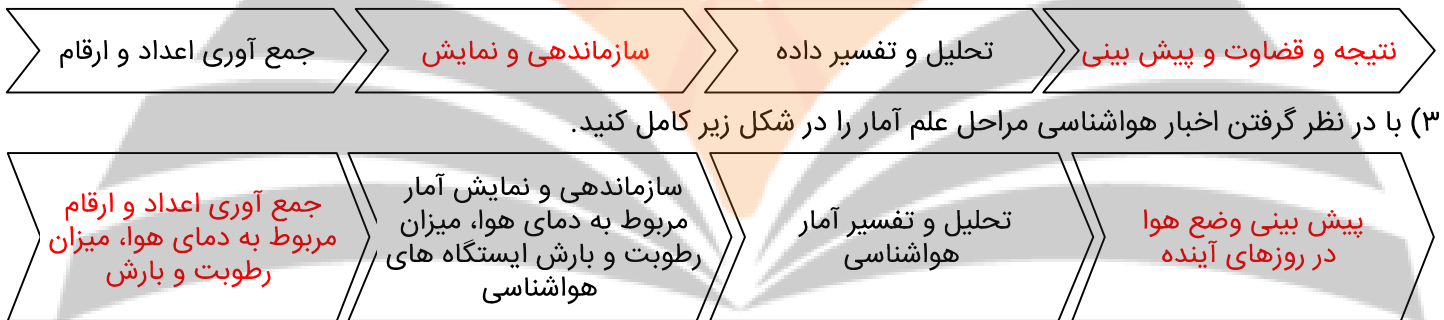 جمع آوری اعداد و ارقام
سازماندهی و نمایش
تحلیل و تفسیر داده
نتیجه و قضاوت و پیش بینی
۳) با در نظر گرفتن اخبار هواشناسی مراحل علم آمار را در شکل زیر کامل کنید.
جمع آوری اعداد و ارقام
مربوط به دمای هوا، میزان
رطوبت و بارش
سازماندهی و نمایش آمار
مربوط به دمای هوا، میزان
رطوبت و بارش ایستگاه های
هواشناسی
تحلیل و تفسیر آمار
هواشناسی
پیش بینی وضع هوا
در روزهای آینده